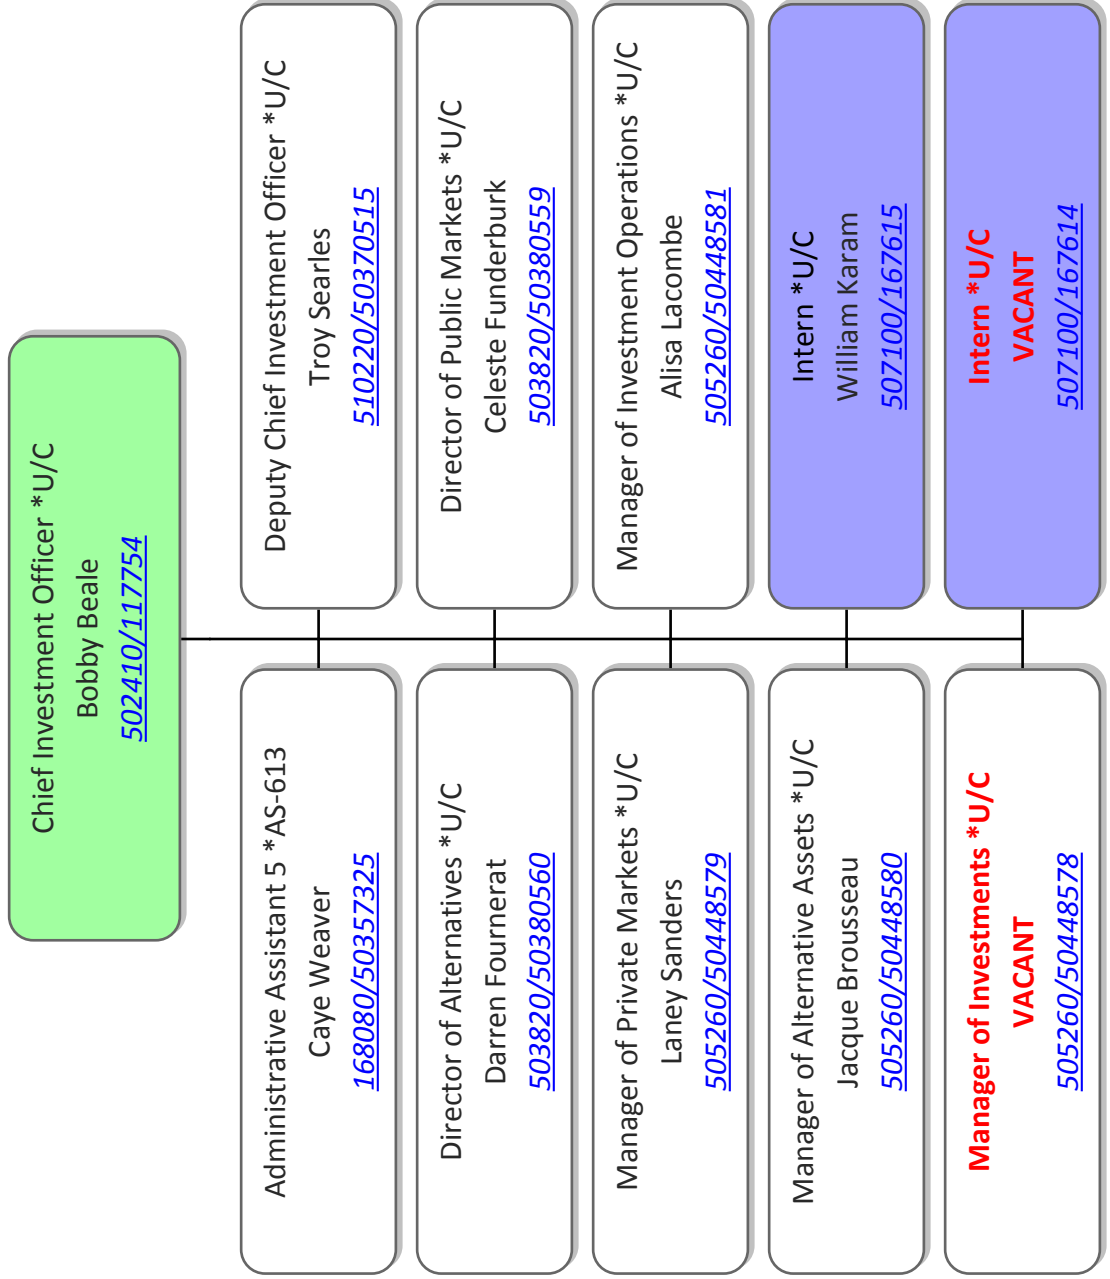 Chief Investment Officer *U/C
Bobby Beale
502410/117754
Administrative Assistant 5 *AS-613
Caye Weaver
168080/50357325
Deputy Chief Investment Officer *U/C
Troy Searles
510220/50370515
Director of Alternatives *U/C
Darren Fournerat
503820/50380560
Director of Public Markets *U/C
Celeste Funderburk
503820/50380559
Manager of Private Markets *U/C
Laney Sanders
505260/50448579
Manager of Investment Operations *U/C
Alisa Lacombe
505260/50448581
Manager of Alternative Assets *U/C
Jacque Brousseau
505260/50448580
Intern *U/C
William Karam
507100/167615
Manager of Investments *U/C
VACANT
505260/50448578
Intern *U/C
VACANT
507100/167614